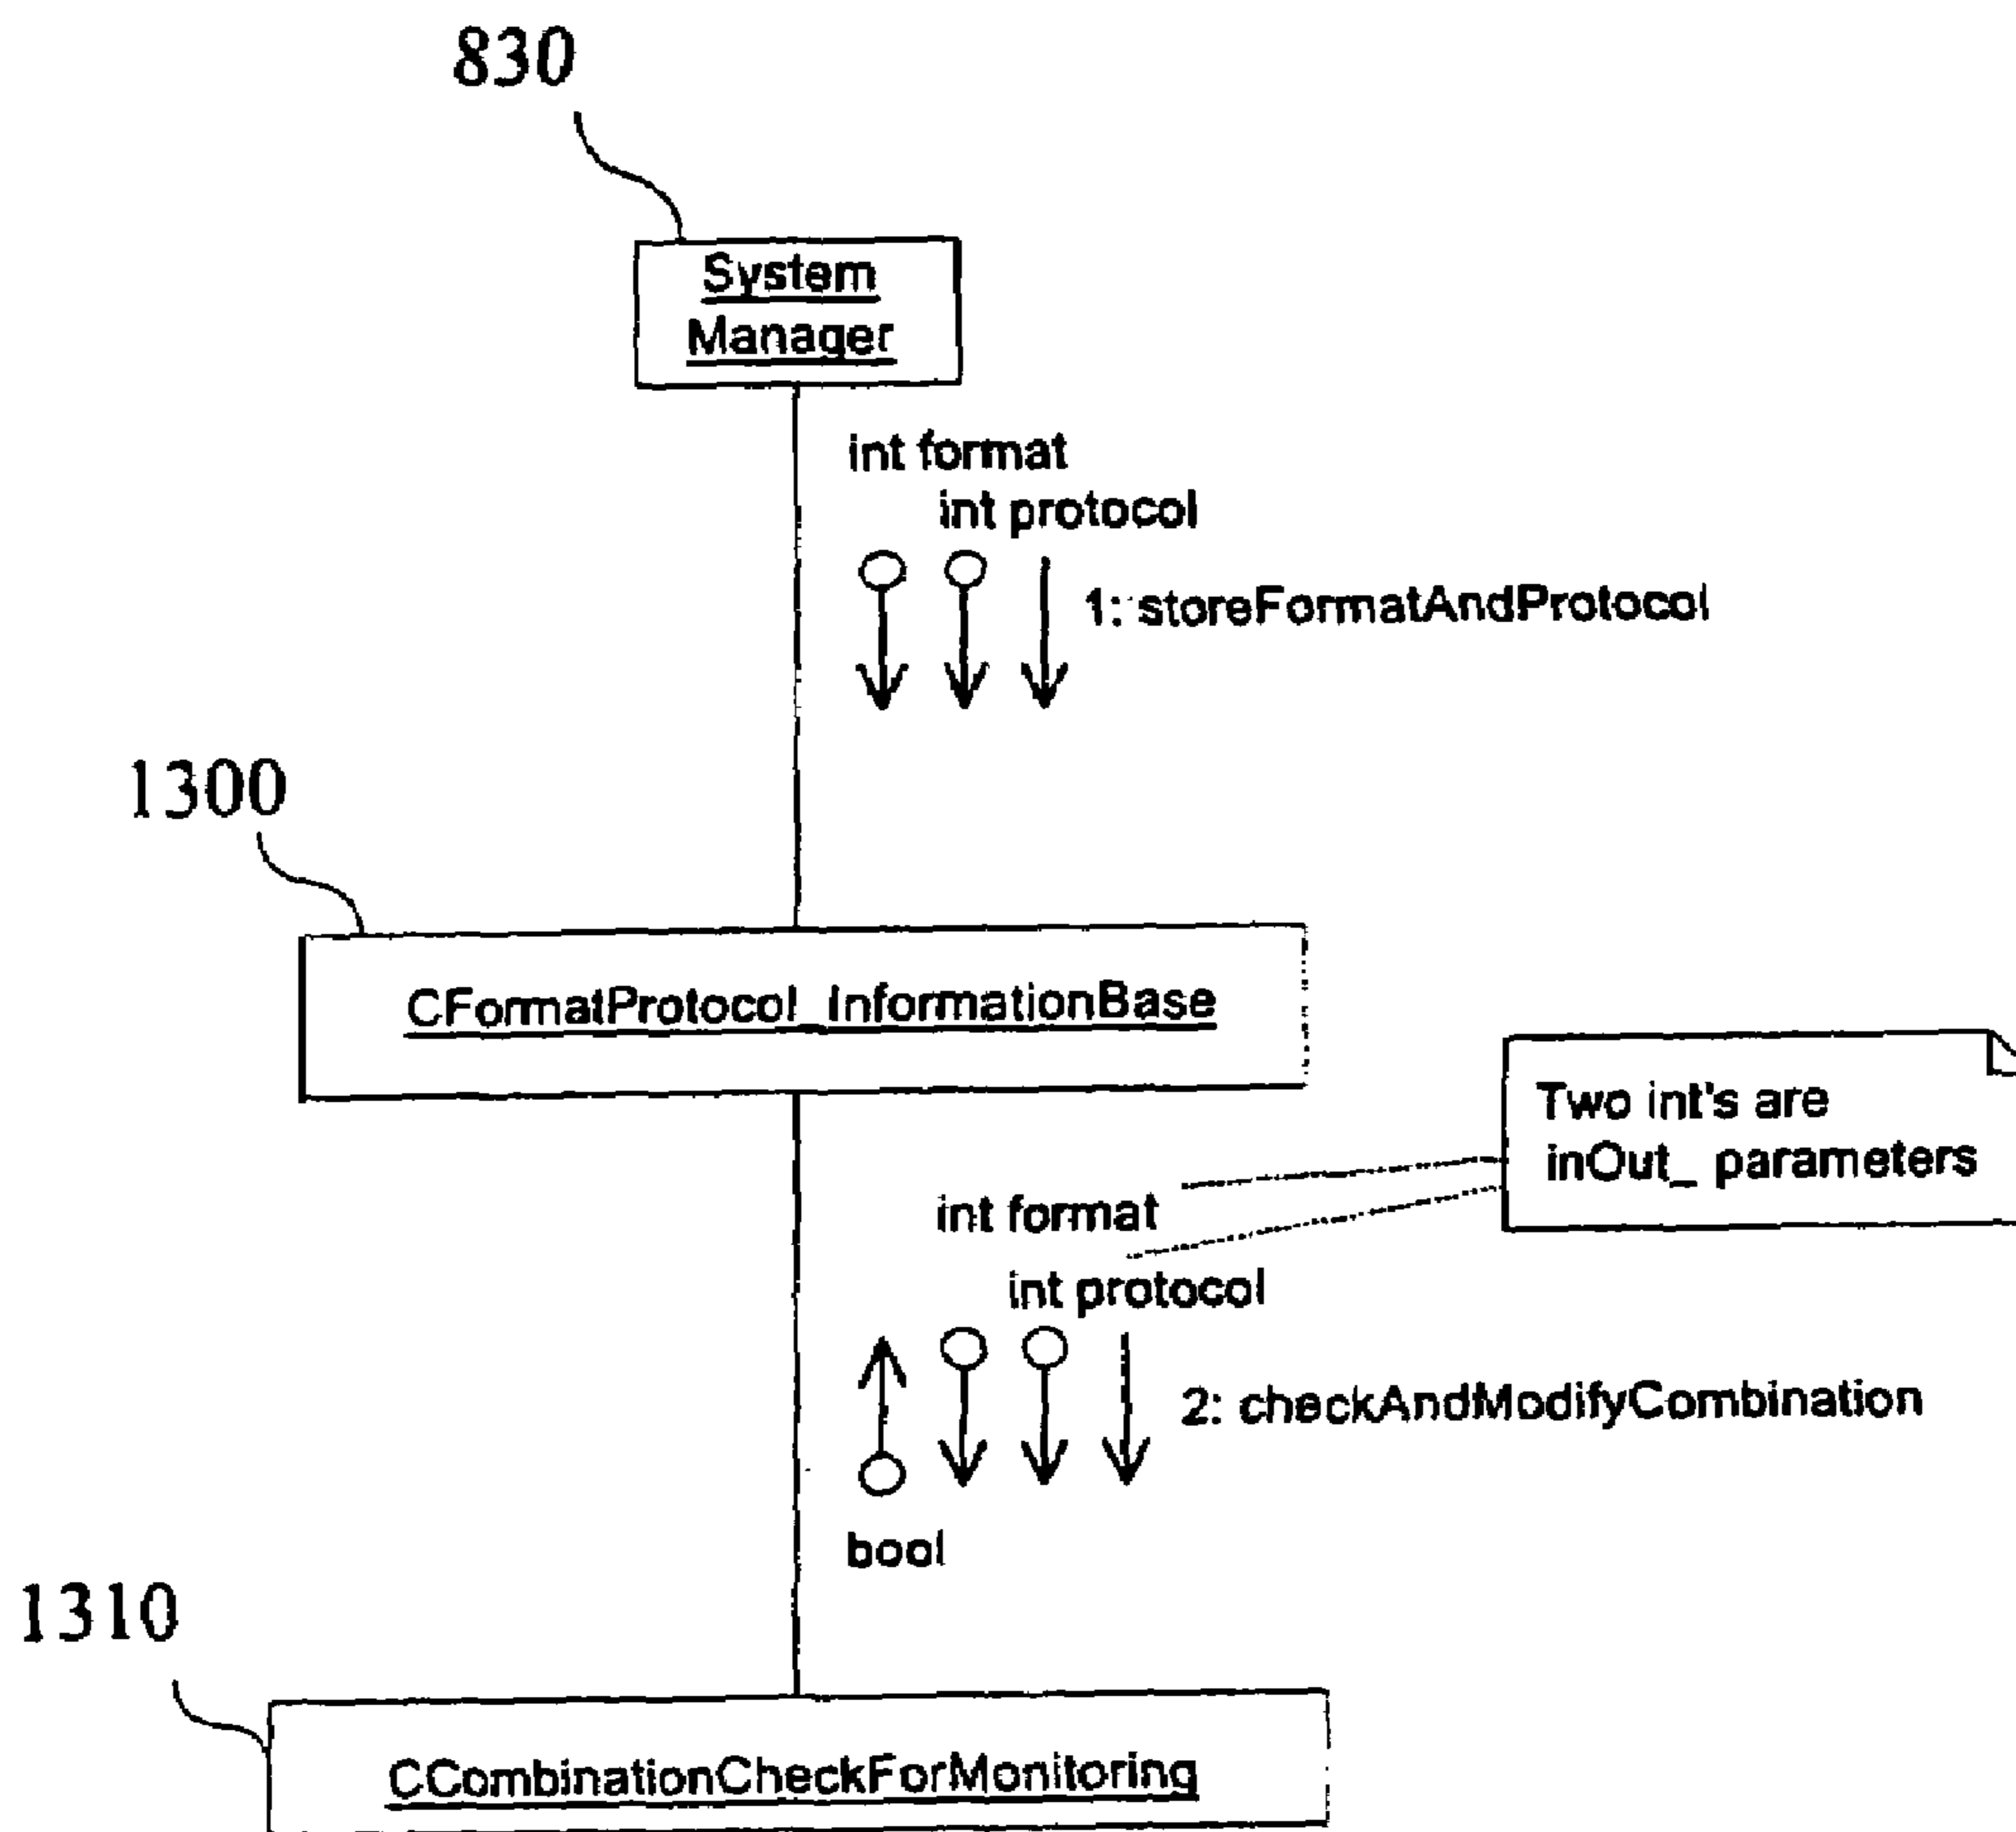 830
System
Manager
int format
int protocol
1: storeFormatAndProtocol
1300
CFormatProtocol_InformationBase
Two int's are
inOut_ parameters
int format
int protocol
2: checkAndModifyCombination
bool
1310
CCombinationCheckForMonitoring